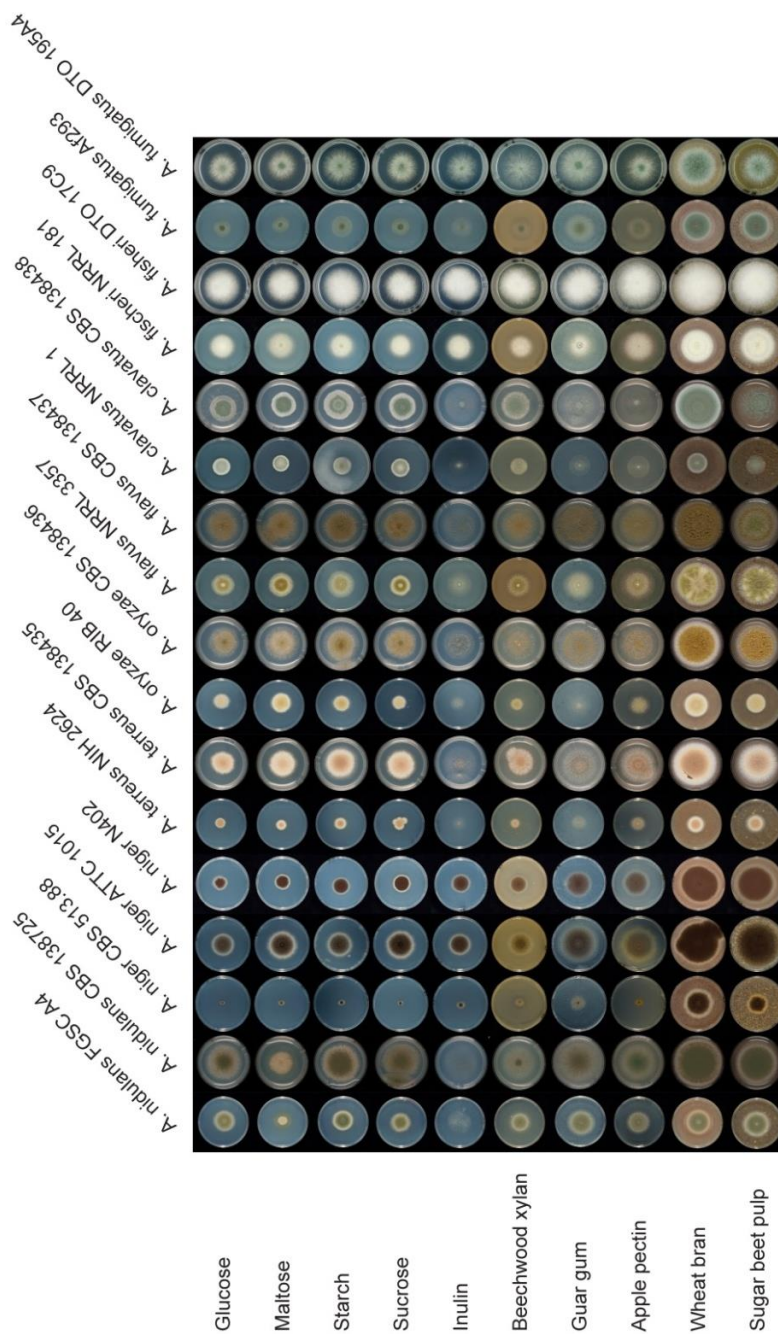 A. fumigatus DTO 195A4
A. fumigatus Af293
A. fisheri DTO 17C9
A. fischeri NRRL 181
A. clavatus CBS 138438
A. clavatus NRRL 1
A. flavus CBS 138437
A. flavus NRRL 3357
A. oryzae CBS 138436
A. oryzae RIB 40
A. terreus CBS 138435
A. terreus NIH 2624
A. niger N402
A. niger ATTC 1015
A. niger CBS 513.88
A. nidulans CBS 138725
A. nidulans FGSC A4
Glucose
Maltose
Starch
Sucrose
Inulin
Beechwood xylan
Guar gum
Apple pectin
Wheat bran
Sugar beet pulp